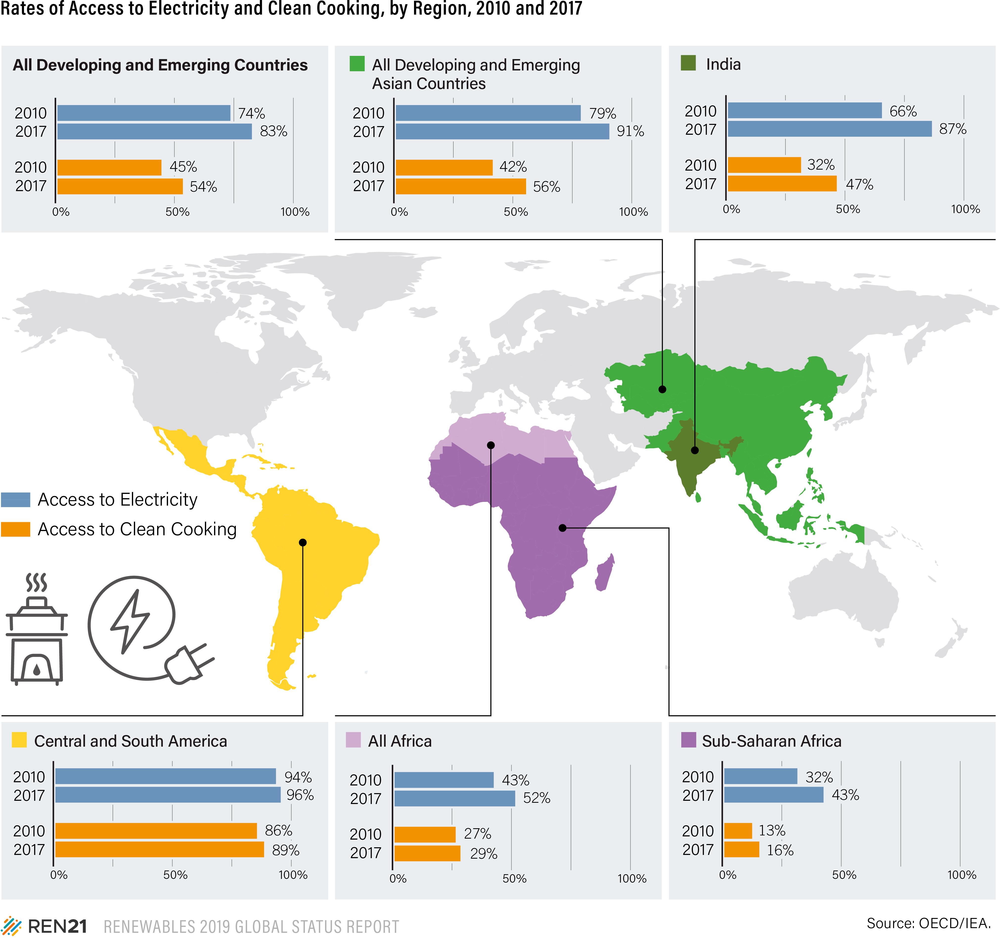 Rates of Access to Electricity and Clean Cooking, by Region, 2010 and 2017
All Developing and Emerging Countries
2010 74%
2017 83%
2010 45%
2017 54%
0% 50% 100%
All Developing and Emerging
Asian Countries
2010 79%
2017 91%
2010 42%
2017 56%
0% 50% 100%
India
2010 66%
2017 87%
2010 32%
2017 47%
0% 50% 100%
Access to Electricity
Access to Clean Cooking
Central and South America
2010 94%
2017 96%
2010 86%
2017 89%
0% 50% 100%
All Africa
2010 43%
2017 52%
2010 27%
2017 29%
0% 50% 100%
Sub-Saharan Africa
2010 32%
2017 43%
2010 13%
2017 16%
0% 50% 100%
REN21 RENEWABLES 2019 GLOBAL STATUS REPORT
Source: OECD/IEA.